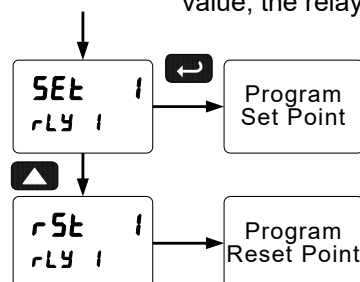 value, the relay
SEt 1
rLY 1
Program
Set Point
rSt 1
rLY 1
Program
Reset Point